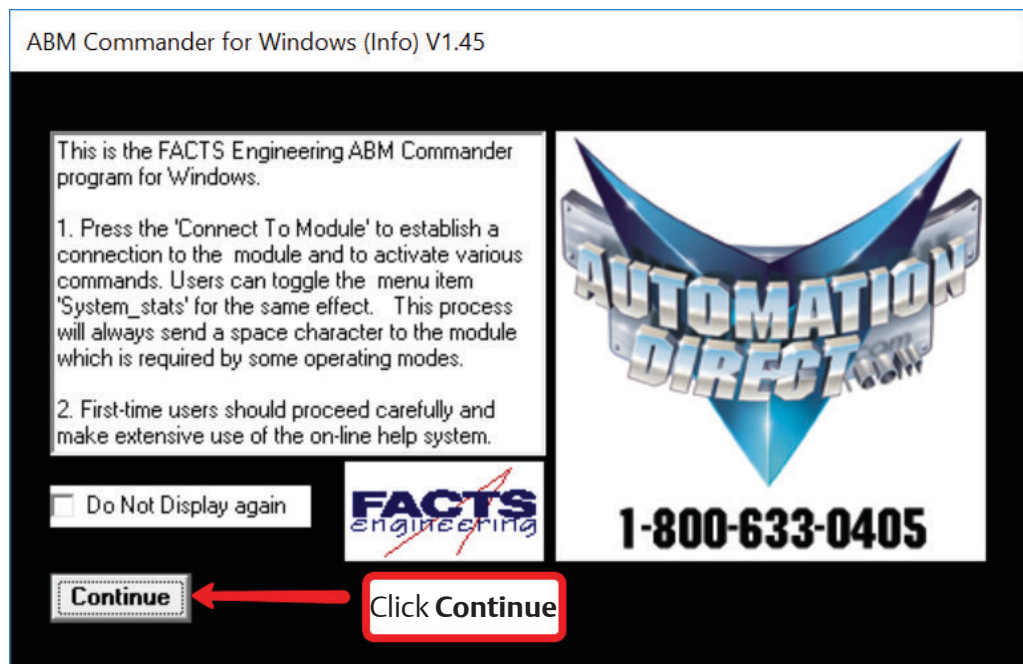 ABM Commander for Windows (Info) V1.45
This is the FACTS Engineering ABM Commander
program for Windows.
1. Press the 'Connect To Module' to establish a
connection to the module and to activate various
commands. Users can toggle the menu item
'System_stats' for the same effect. This process
will always send a space character to the module
which is required by some operating modes.
2. First-time users should proceed carefully and
make extensive use of the on-line help system.
AUTOMATION
DIRECT.com
1-800-633-0405
Do Not Display again
FACTS
engineering
Continue
Click Continue